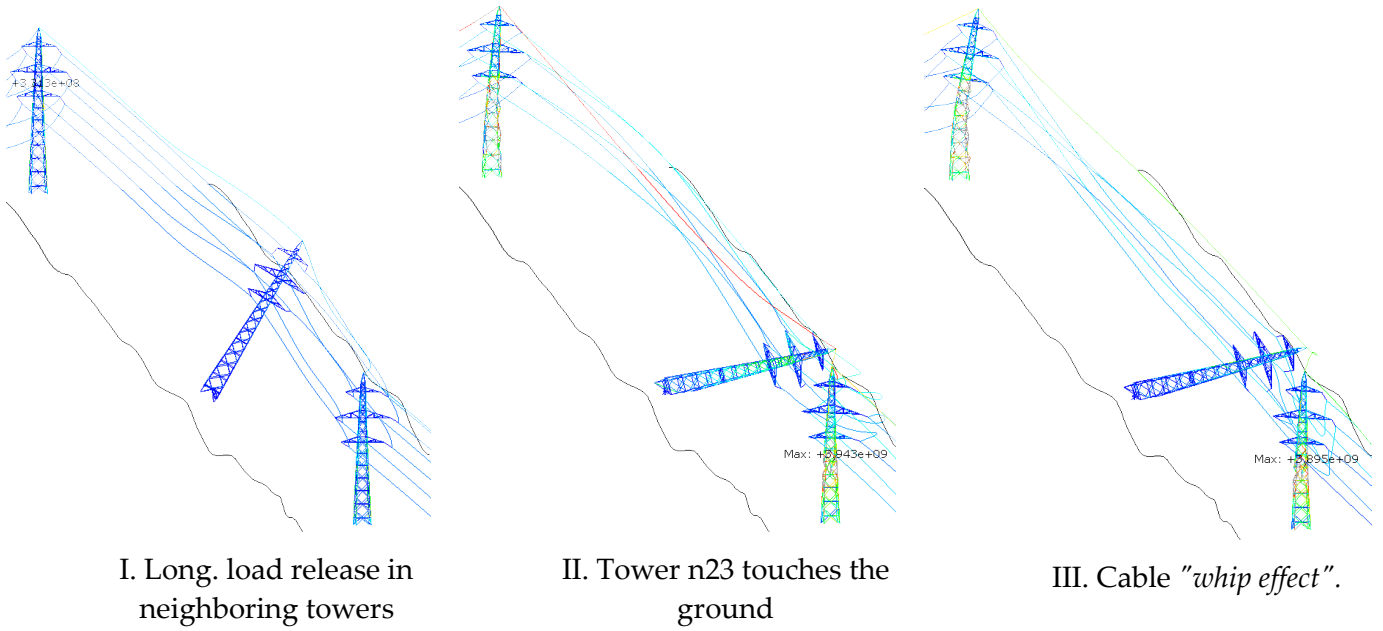 Max: +3.943e+09
Max: +3.895e+09
I. Long. load release in
neighboring towers
II. Tower n23 touches the
ground
III. Cable "whip effect".